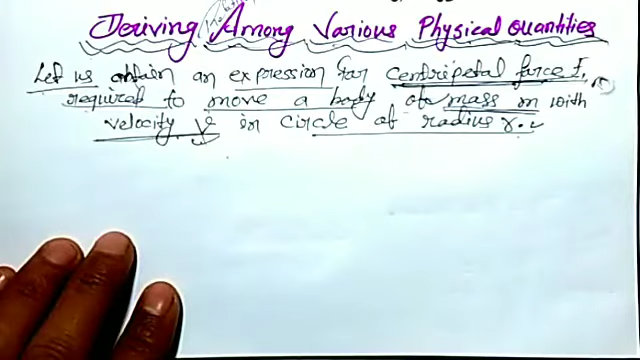 Deriving Among Various Physical Quantities
Let us obtain an expression for centripetal force F,
required to move a body of mass m with
velocity v in circle of radius r.